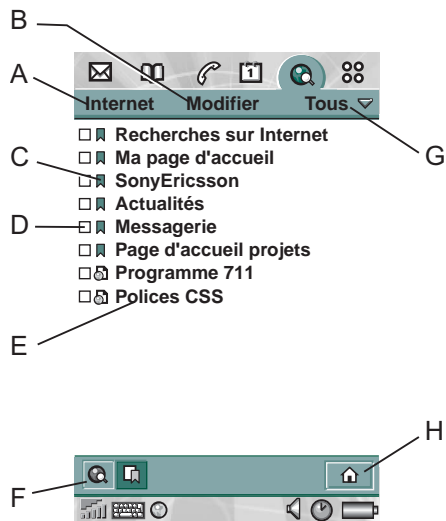 B
A
1
Internet Modifier Tous
G
Recherches sur Internet
Ma page d'accueil
C
SonyEricsson
Actualités
D
Messagerie
Page d'accueil projets
Programme 711
Polices CSS
E
H
F